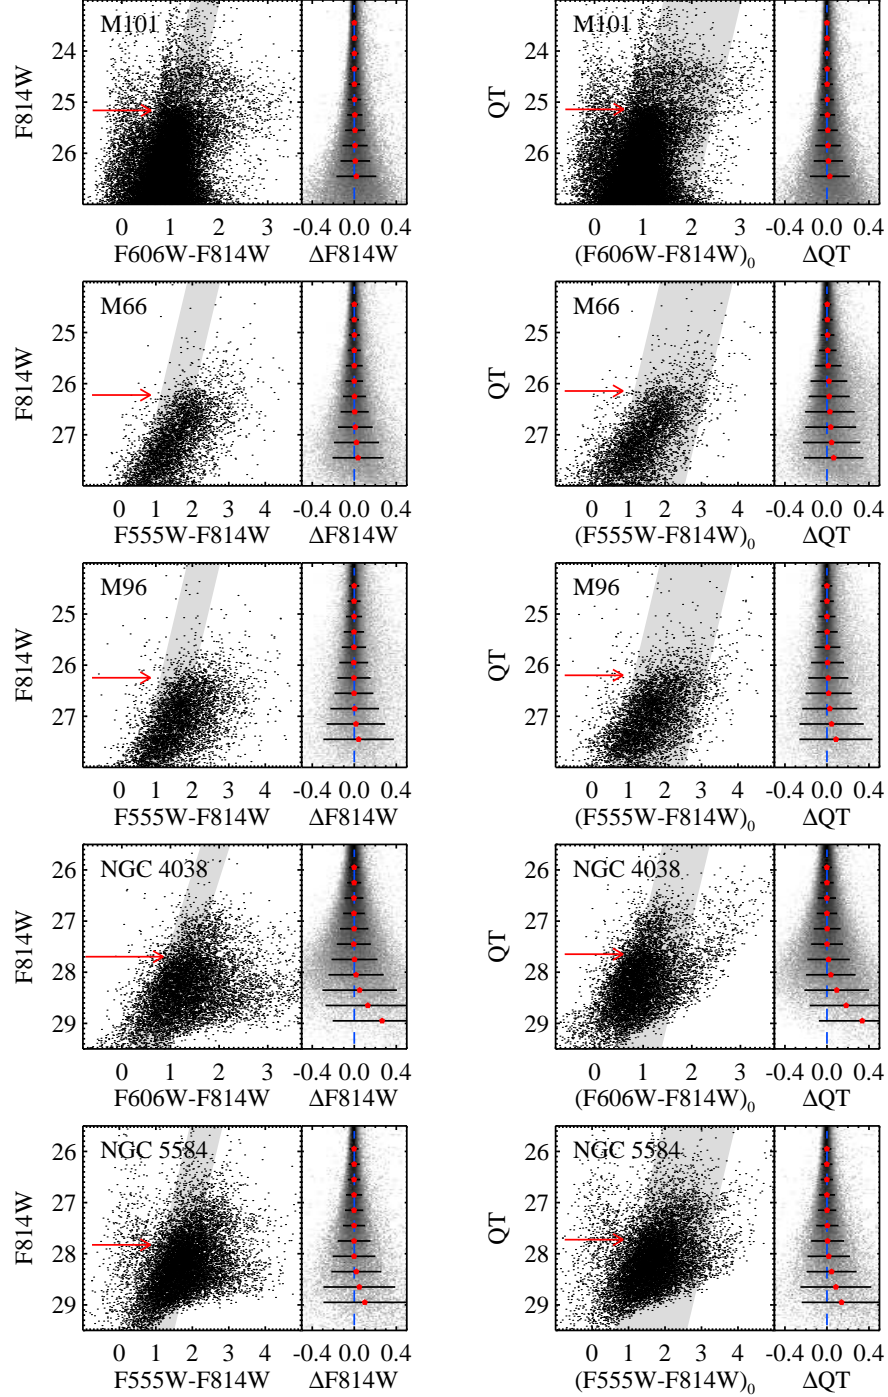 M101
F814W
24
25
26
0 1 2 3
-0.4 0.0 0.4
F606W-F814W
ΔF814W
M101
QT
24
25
26
0 1 2 3
-0.4 0.0 0.4
(F606W-F814W)0
ΔQT
M66
F814W
25
26
27
0 1 2 3 4
-0.4 0.0 0.4
F555W-F814W
ΔF814W
M66
QT
25
26
27
0 1 2 3 4
-0.4 0.0 0.4
(F555W-F814W)0
ΔQT
M96
F814W
25
26
27
0 1 2 3 4
-0.4 0.0 0.4
F555W-F814W
ΔF814W
M96
QT
25
26
27
0 1 2 3 4
-0.4 0.0 0.4
(F555W-F814W)0
ΔQT
NGC 4038
F814W
26
27
28
29
0 1 2 3
-0.4 0.0 0.4
F606W-F814W
ΔF814W
NGC 4038
QT
26
27
28
29
0 1 2 3
-0.4 0.0 0.4
(F606W-F814W)0
ΔQT
NGC 5584
F814W
26
27
28
29
0 1 2 3 4
-0.4 0.0 0.4
F555W-F814W
ΔF814W
NGC 5584
QT
26
27
28
29
0 1 2 3 4
-0.4 0.0 0.4
(F555W-F814W)0
ΔQT